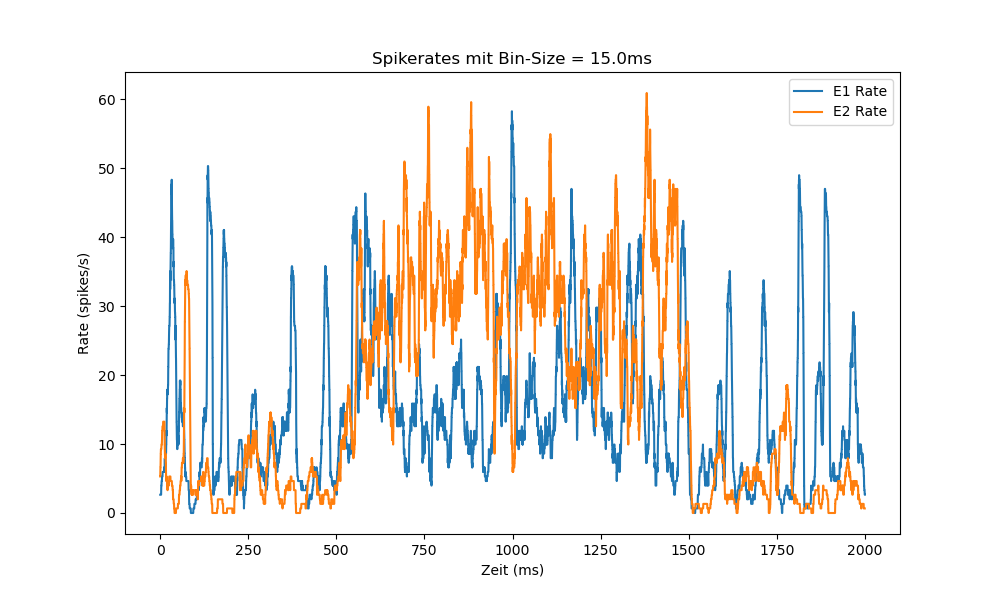 Spikerates mit Bin-Size = 15.0ms
E1 Rate
E2 Rate
Rate (spikes/s)
60
50
40
30
20
10
0
0 250 500 750 1000 1250 1500 1750 2000
Zeit (ms)